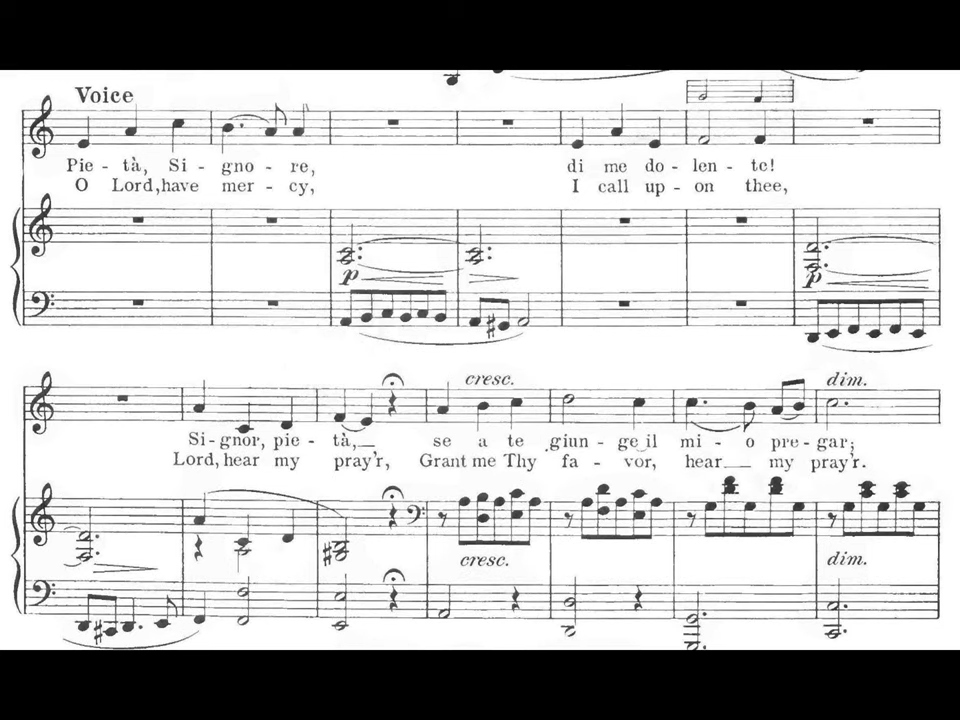 Voice
Pie - tà, Si - gno - re, di me do - len - te!
O Lord, have mer - cy, I call up - on thee,
p
p
cresc. dim.
Si - gnor, pie - tà, se a te giun - ge il mi - o pre - gar;
Lord, hear my pray'r, Grant me Thy fa - vor, hear my pray'r.
cresc. dim.